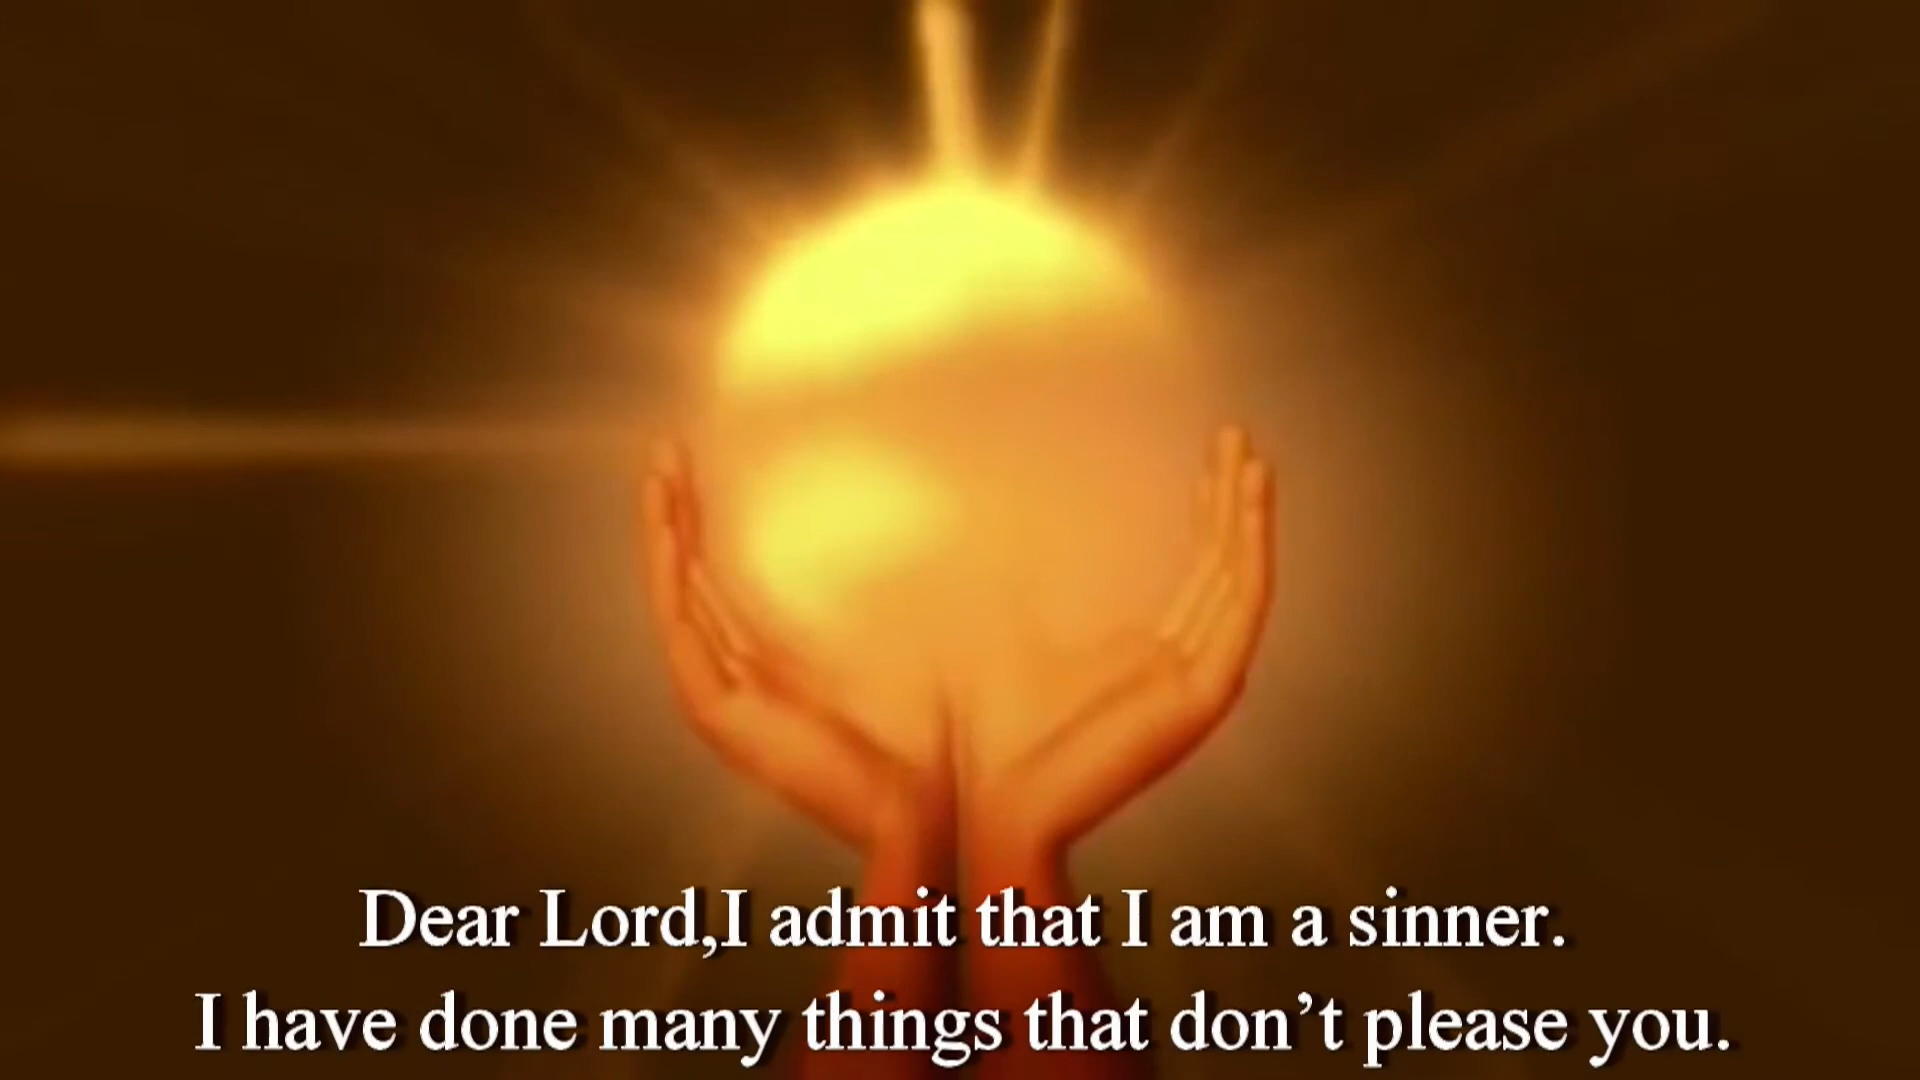 Dear Lord,I admit that I am a sinner.
I have done many things that don’t please you.